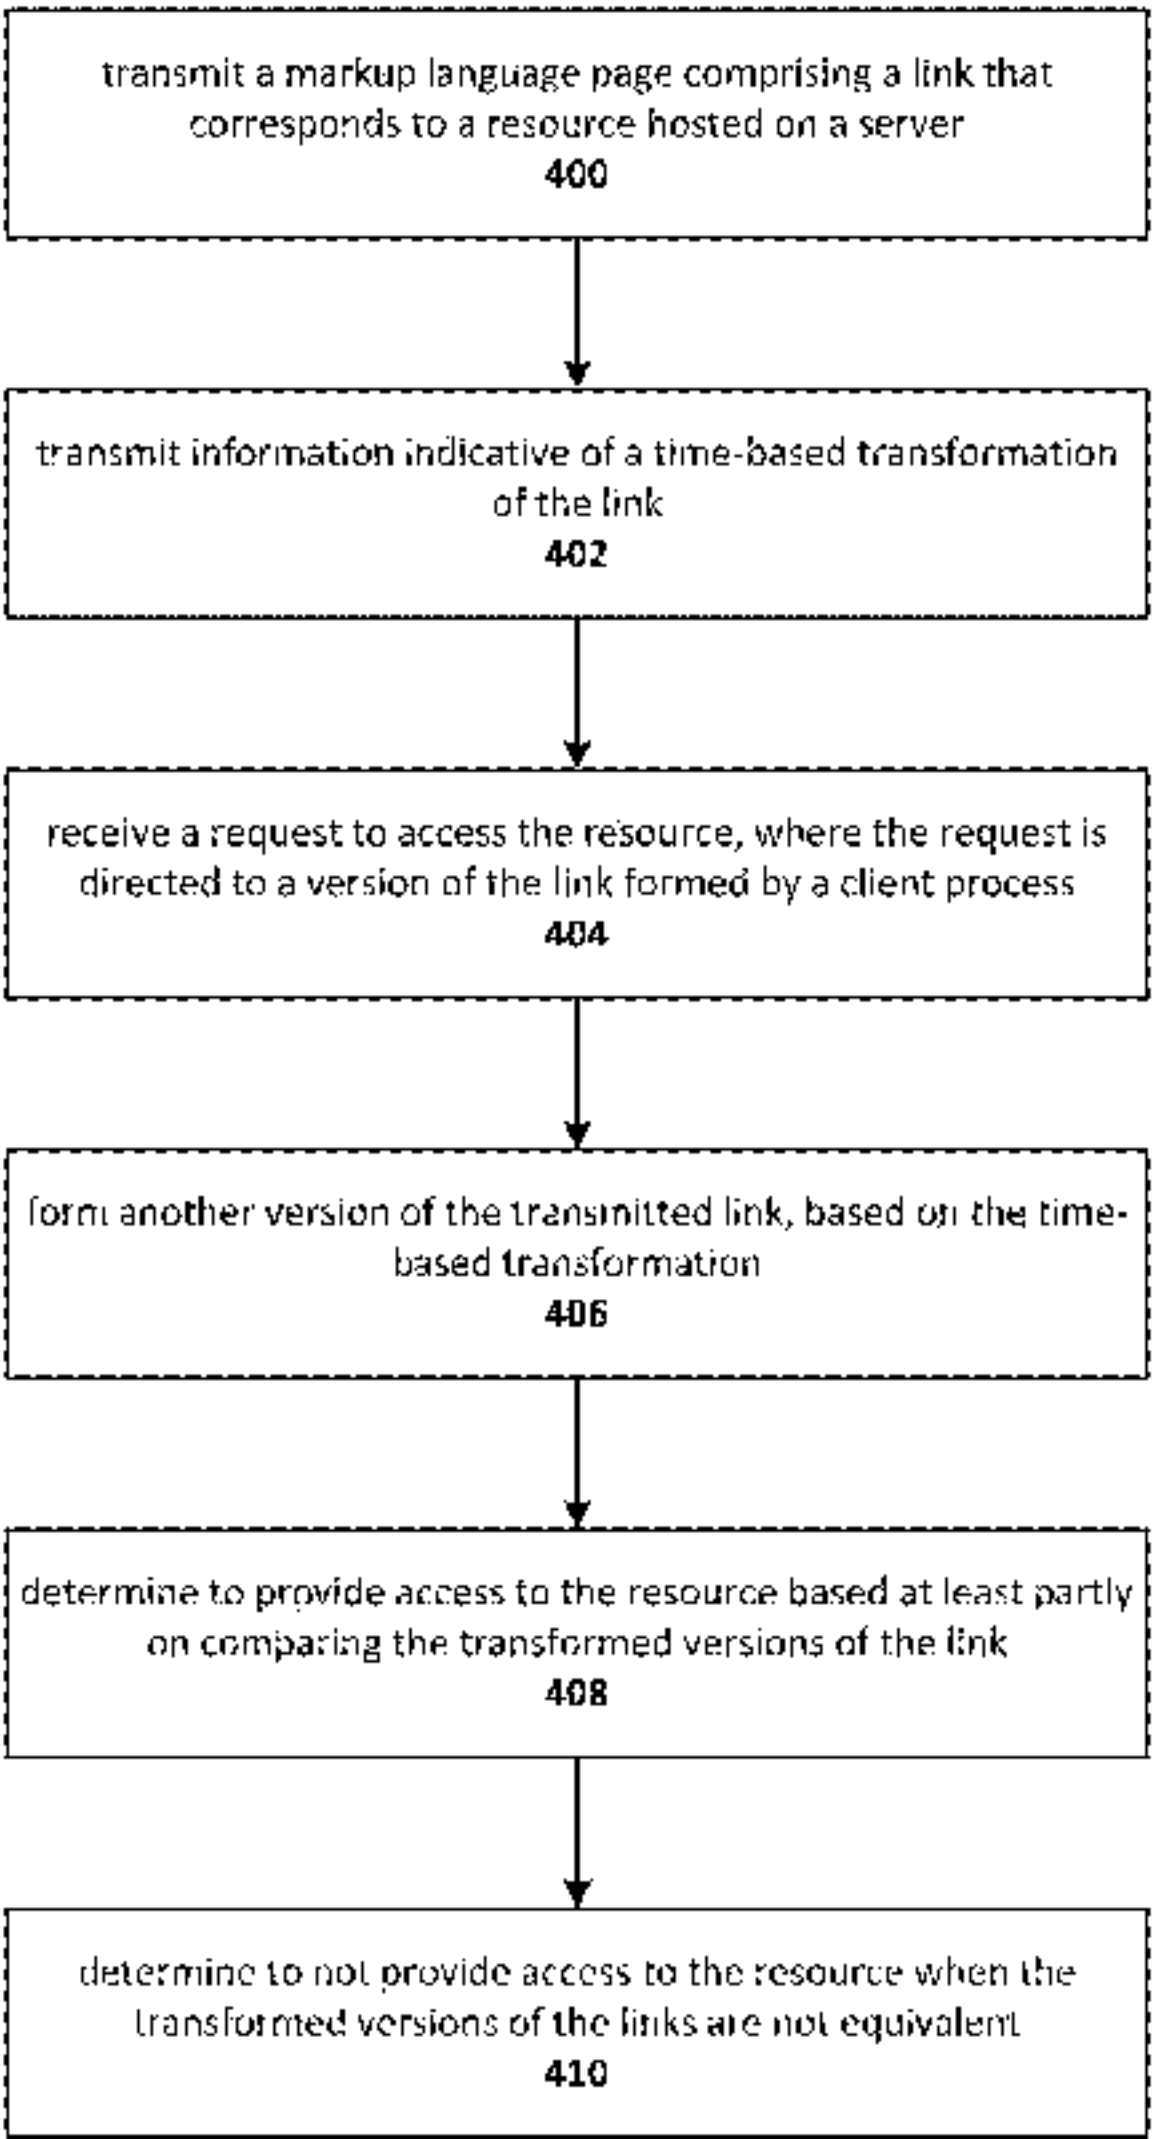 transmit a markup language page comprising a link that
corresponds to a resource hosted on a server
400
transmit information indicative of a time-based transformation
of the link
402
receive a request to access the resource, where the request is
directed to a version of the link formed by a client process
404
form another version of the transmitted link, based on the time-
based transformation
406
determine to provide access to the resource based at least partly
on comparing the transformed versions of the link
408
determine to not provide access to the resource when the
transformed versions of the links are not equivalent
410